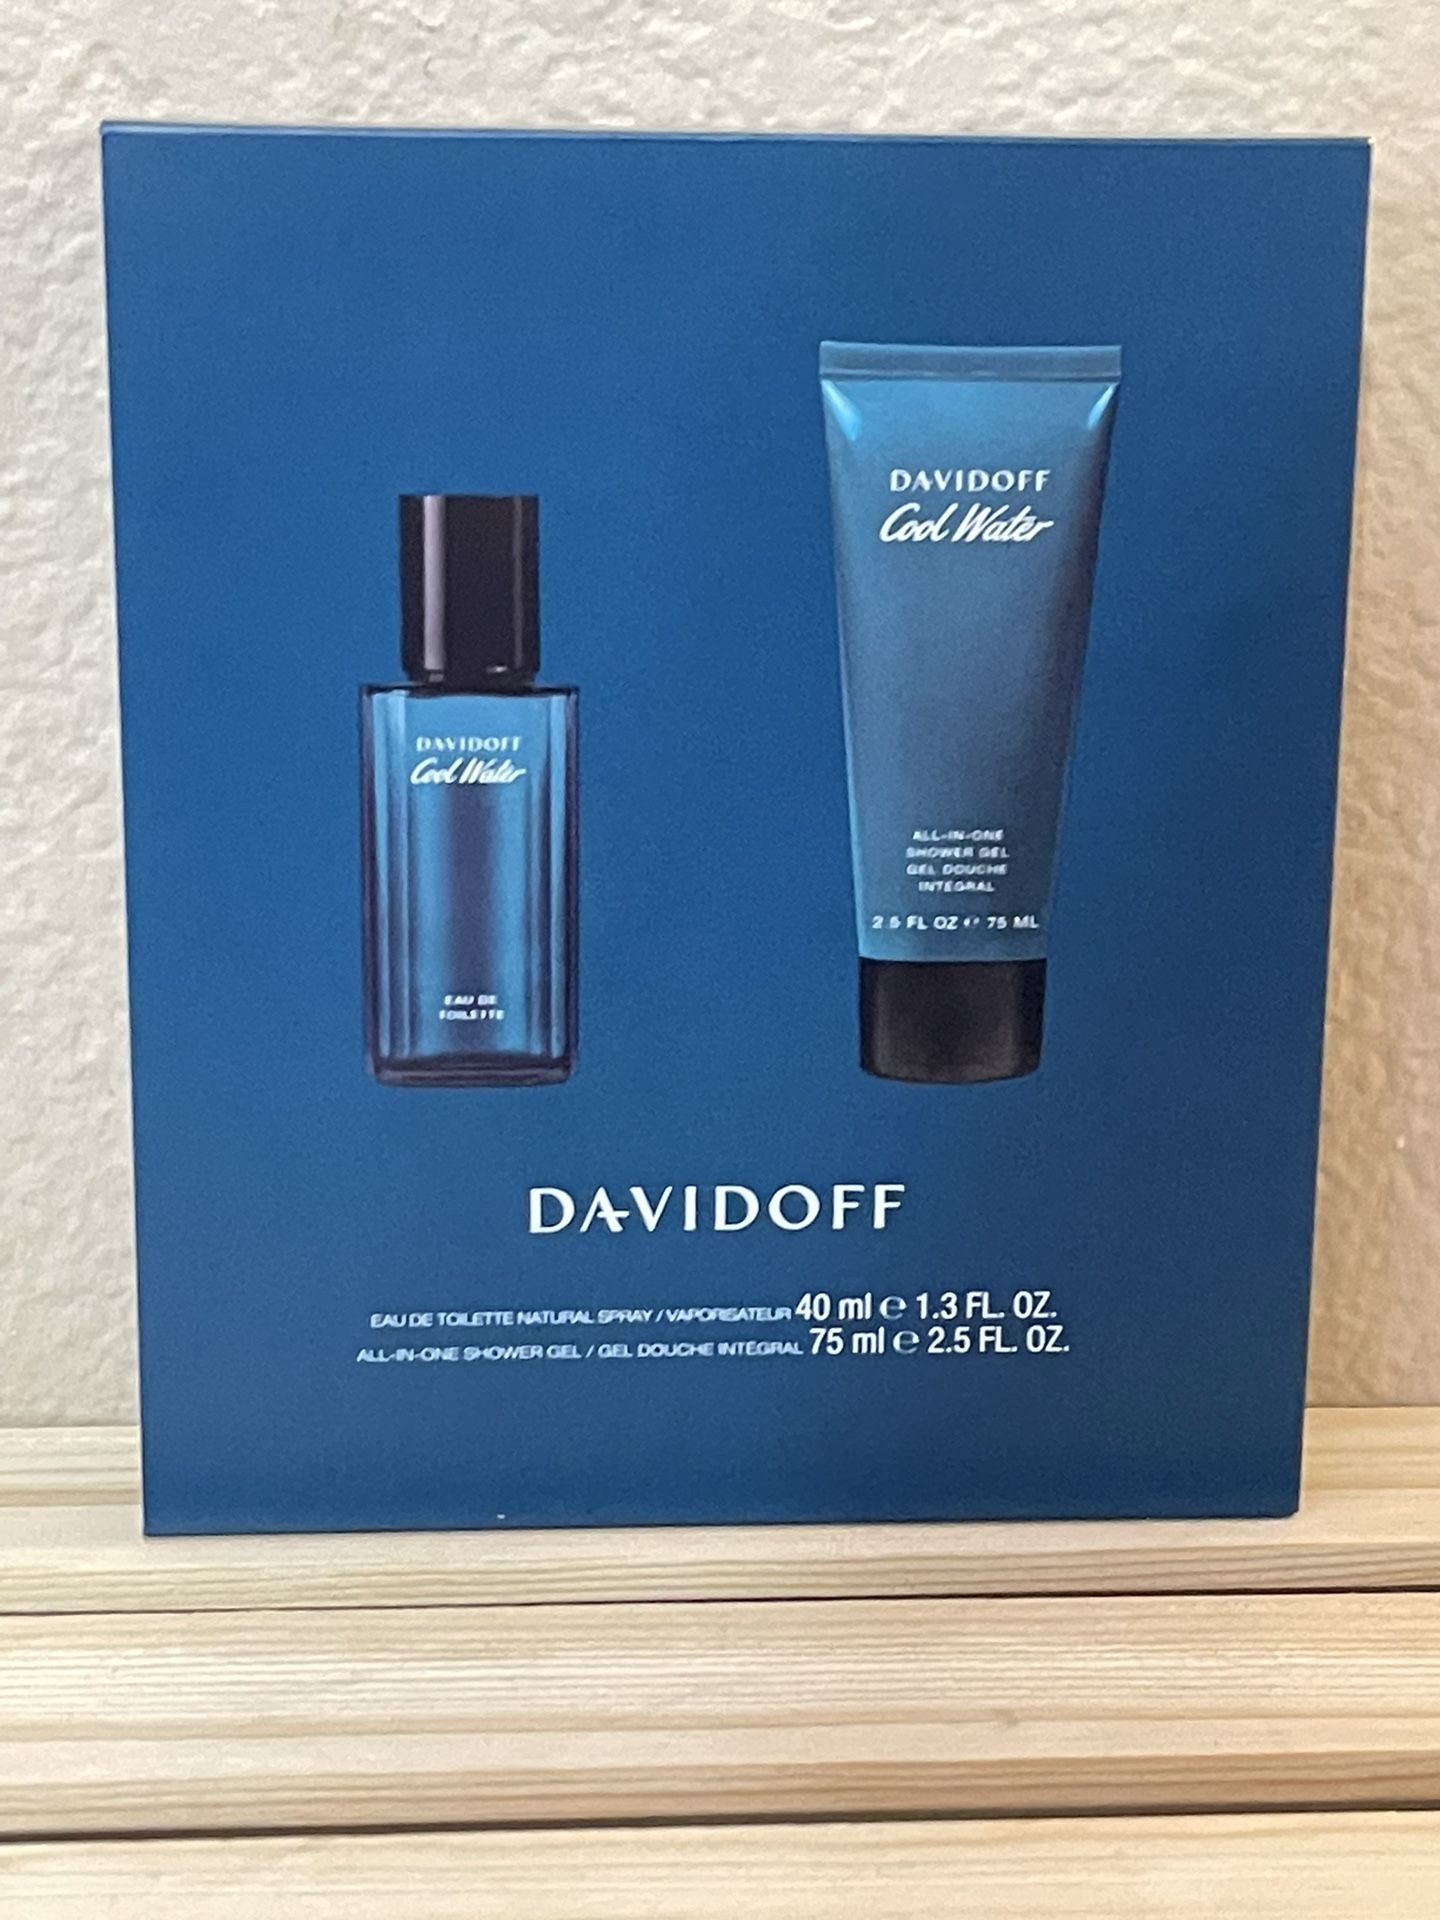 DAVIDOFF
Cool Water
ALL-IN-ONE
SHOWER GEL
GEL DOUCHE
INTÉGRAL
2.5 FL OZ e 75 ML
DAVIDOFF
Cool Water
EAU DE
TOILETTE
DAVIDOFF
EAU DE TOILETTE NATURAL SPRAY / VAPORISATEUR 40 ml e 1.3 FL. OZ.
ALL-IN-ONE SHOWER GEL / GEL DOUCHE INTÉGRAL 75 ml e 2.5 FL. OZ.